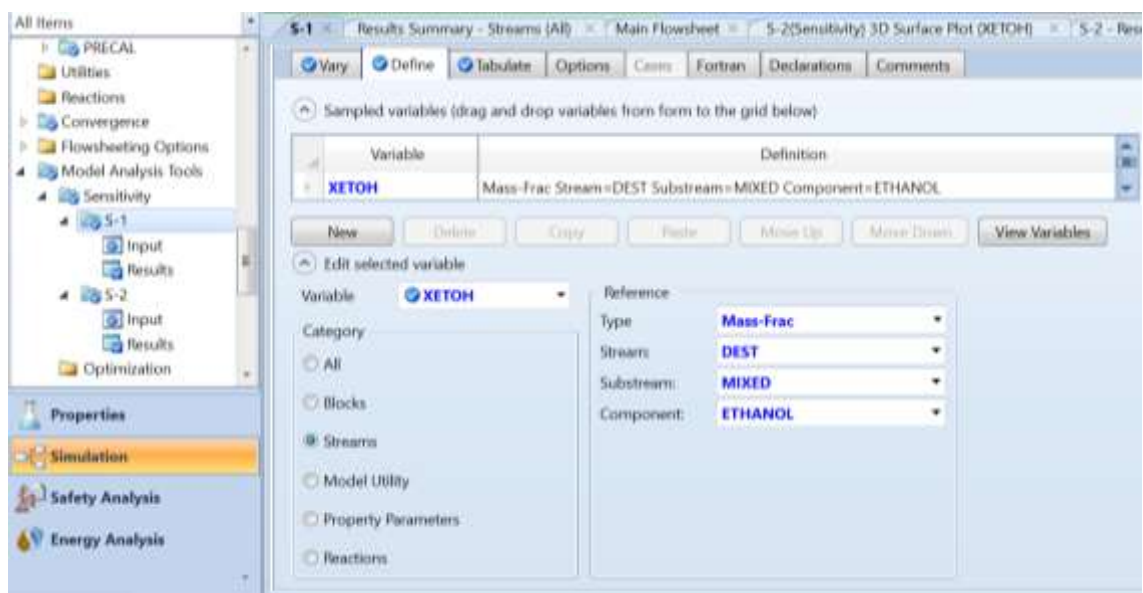 All Items
PRECAL
Utilities
Reactions
Convergence
Flowsheeting Options
Model Analysis Tools
Sensitivity
S-1
Input
Results
S-2
Input
Results
Optimization
Properties
Simulation
Safety Analysis
Energy Analysis
S-1 Results Summary - Streams (All) Main Flowsheet S-2(Sensitivity) 3D Surface Plot (XETOH) S-2 - Res
Vary Define Tabulate Options Cases Fortran Declarations Comments
Sampled variables (drag and drop variables from form to the grid below)
Variable Definition
XETOH Mass-Frac Stream=DEST Substream=MIXED Component=ETHANOL
New Delete Copy Paste Move Up Move Down View Variables
Edit selected variable
Variable XETOH
Category
All
Blocks
Streams
Model Utility
Property Parameters
Reactions
Reference
Type Mass-Frac
Stream: DEST
Substream: MIXED
Component: ETHANOL